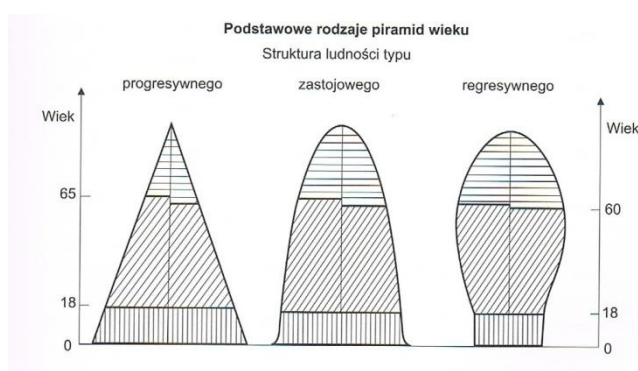 Podstawowe rodzaje piramid wieku
Struktura ludności typu
progresywnego
zastojowego
regresywnego
Wiek
Wiek
65
60
18
18
0
0